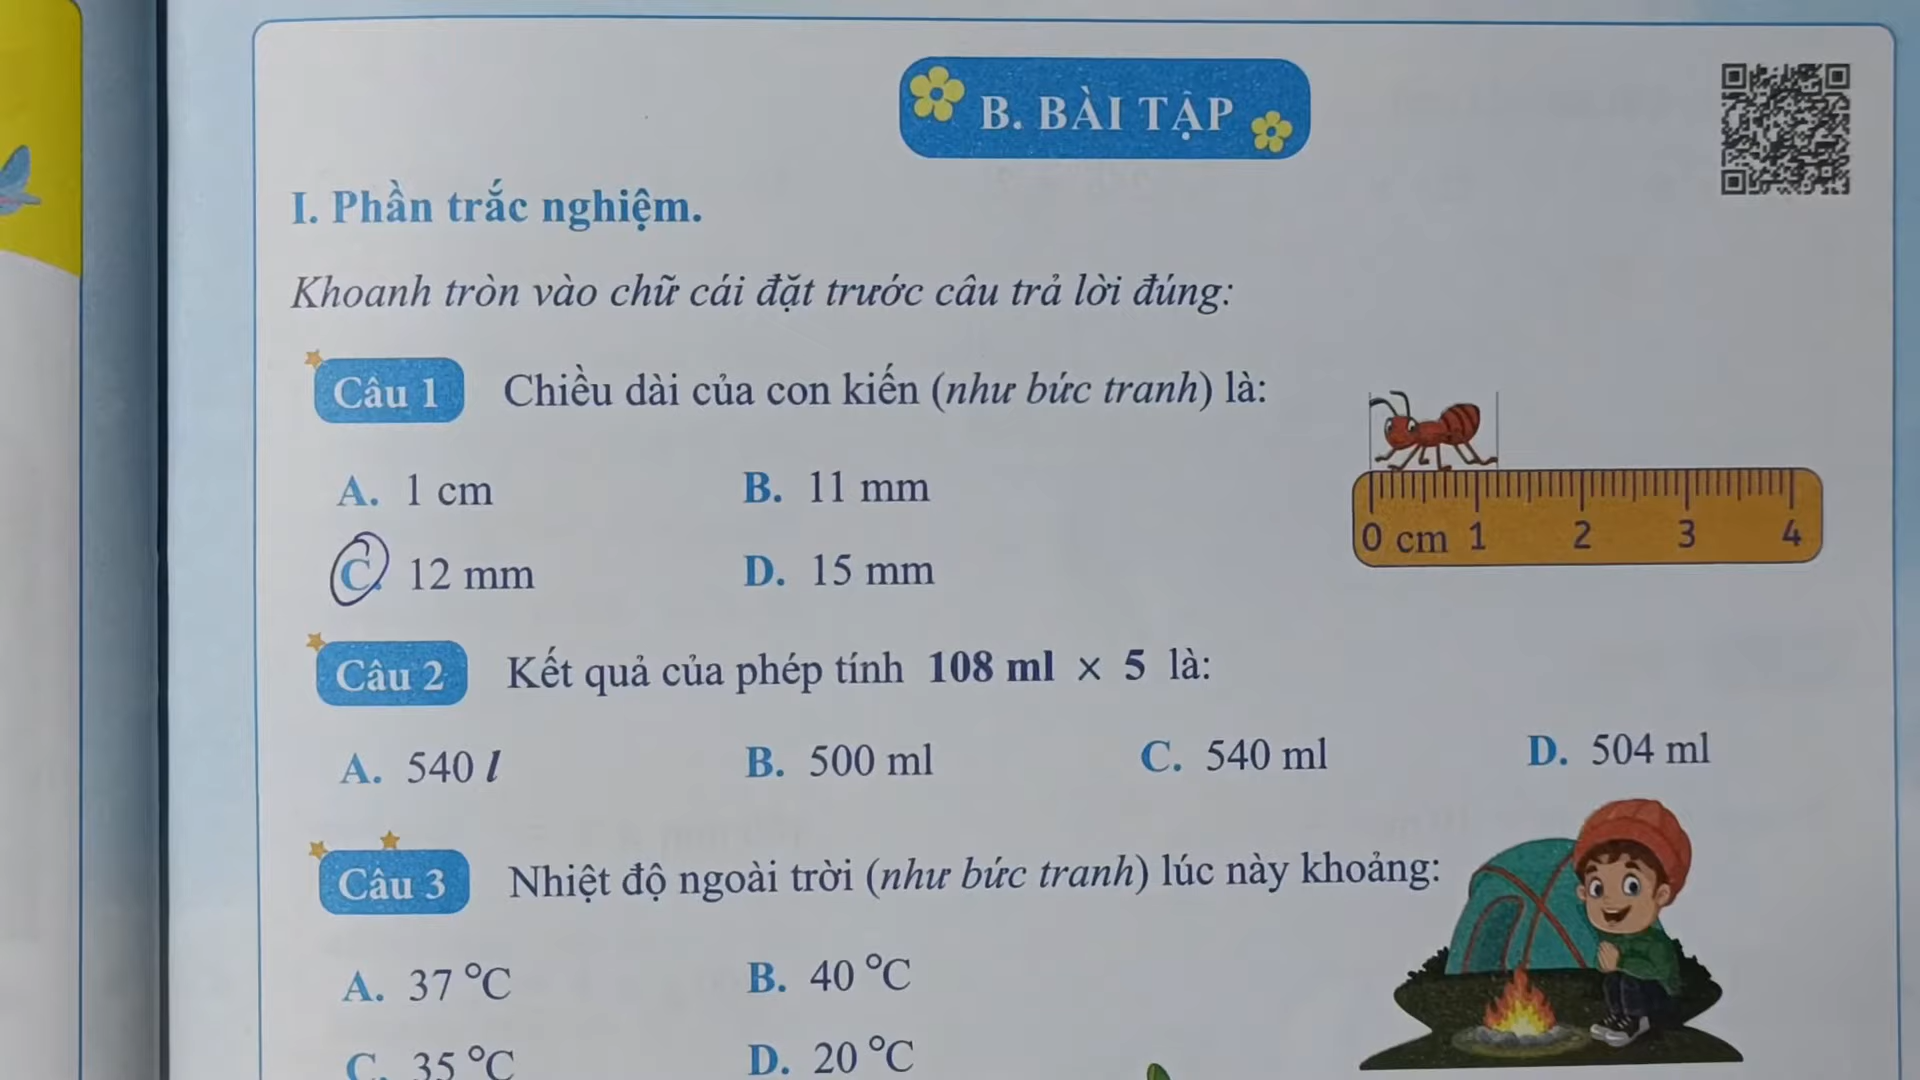 B. BÀI TẬP
I. Phần trắc nghiệm.
Khoanh tròn vào chữ cái đặt trước câu trả lời đúng:
Câu 1 Chiều dài của con kiến (như bức tranh) là:
A. 1 cm B. 11 mm
C. 12 mm D. 15 mm
0 cm 1 2 3 4
Câu 2 Kết quả của phép tính 108 ml × 5 là:
A. 540 l B. 500 ml C. 540 ml D. 504 ml
Câu 3 Nhiệt độ ngoài trời (như bức tranh) lúc này khoảng:
A. 37 °C B. 40 °C
C. 35 °C D. 20 °C